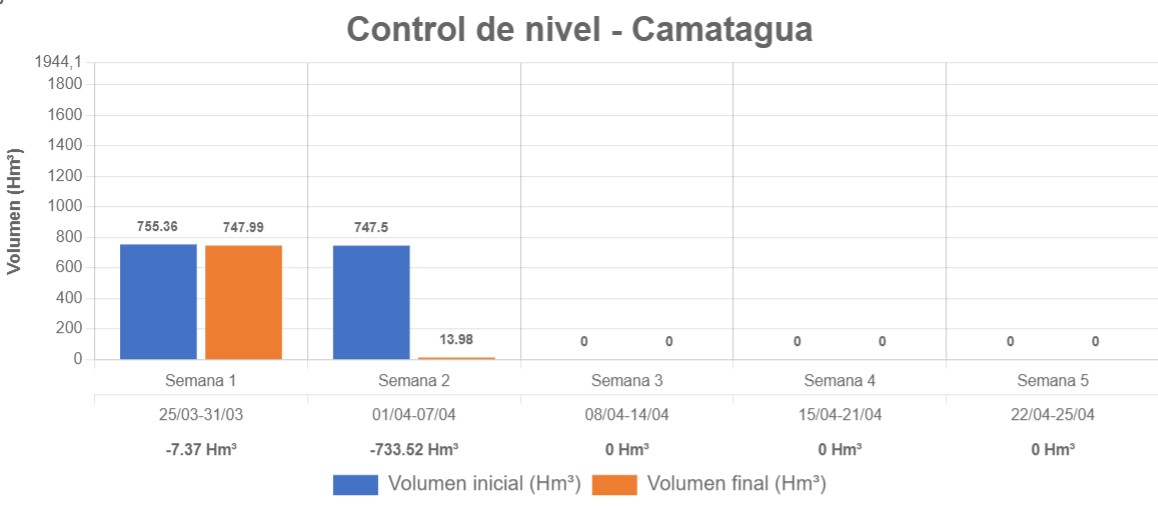 Control de nivel - Camatagua
Volumen (Hm³)
1944,1
1800
1600
1400
1200
1000
800
600
400
200
0
755.36 747.99 747.5 13.98 0 0 0 0 0 0
Semana 1 Semana 2 Semana 3 Semana 4 Semana 5
25/03-31/03 01/04-07/04 08/04-14/04 15/04-21/04 22/04-25/04
-7.37 Hm³ -733.52 Hm³ 0 Hm³ 0 Hm³ 0 Hm³
Volumen inicial (Hm³) Volumen final (Hm³)